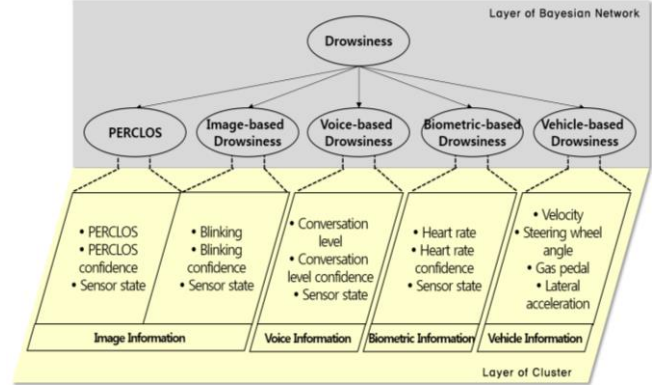 Layer of Bayesian Network
Drowsiness
PERCLOS
Image-based
Drowsiness
Voice-based
Drowsiness
Biometric-based
Drowsiness
Vehicle-based
Drowsiness
• PERCLOS
• PERCLOS
confidence
• Sensor state
• Blinking
• Blinking
confidence
• Sensor state
• Conversation
level
• Conversation
level confidence
• Sensor state
• Heart rate
• Heart rate
confidence
• Sensor state
• Velocity
• Steering wheel
angle
• Gas pedal
• Lateral
acceleration
Image Information
Voice Information
Biometric Information
Vehicle Information
Layer of Cluster